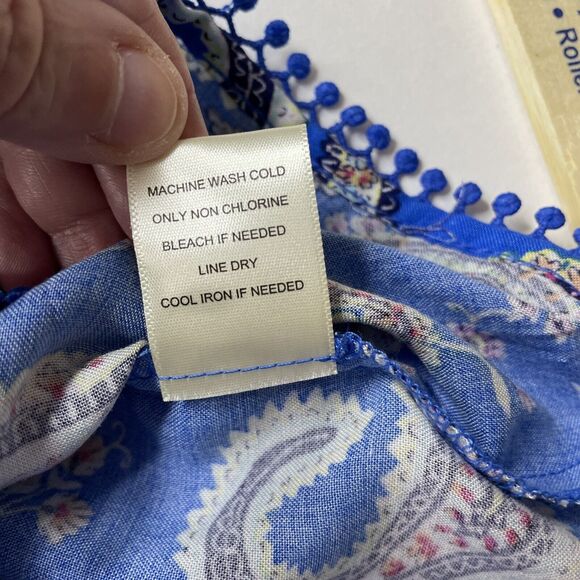 MACHINE WASH COLD
ONLY NON CHLORINE
BLEACH IF NEEDED
LINE DRY
COOL IRON IF NEEDED